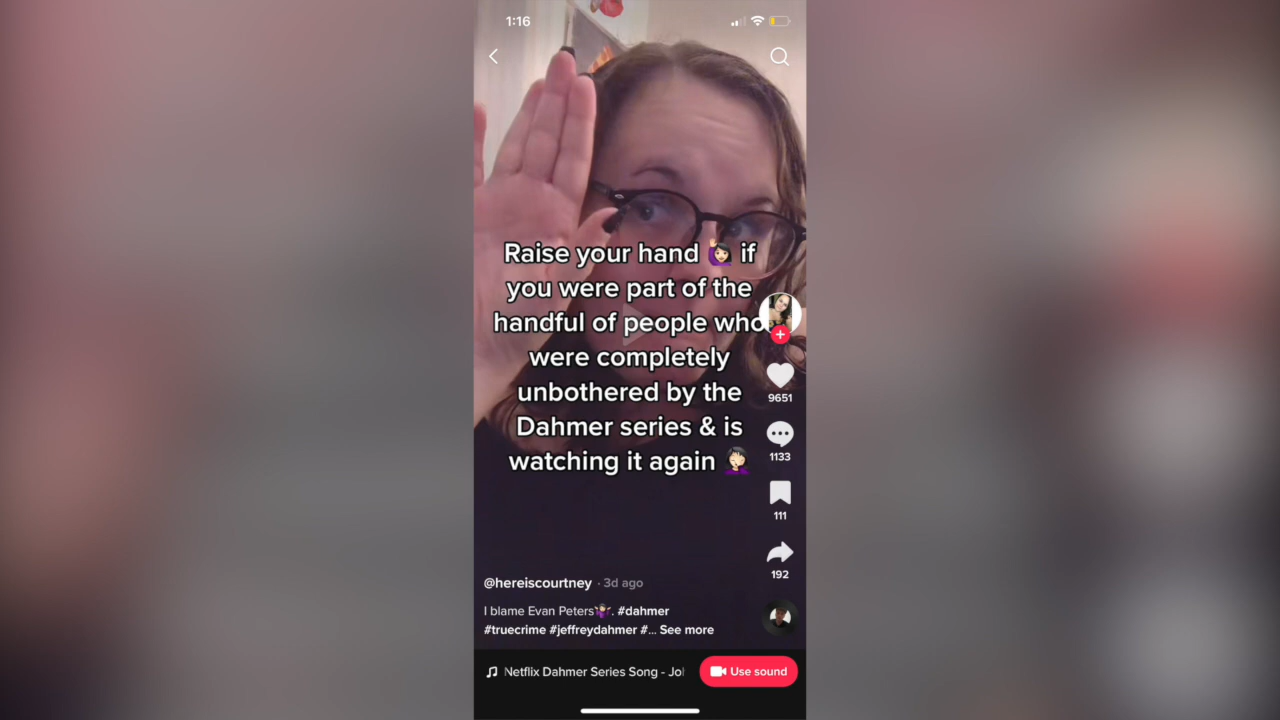 1:16
Raise your hand 🙋🏻‍♀️ if
you were part of the
handful of people who
were completely
unbothered by the
Dahmer series & is
watching it again 🤦🏻‍♀️
9651
1133
111
192
@hereiscourtney · 3d ago
I blame Evan Peters🤷🏻‍♀️. #dahmer
#truecrime #jeffreydahmer #... See more
Netflix Dahmer Series Song - Jo
Use sound